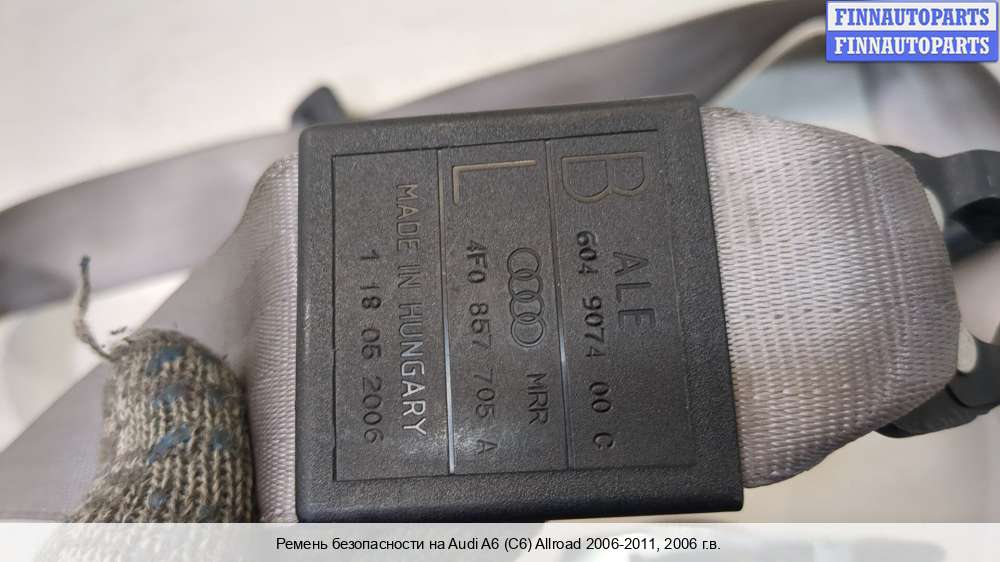 FINNAUTOPARTS
FINNAUTOPARTS
B ALE
604 9074 00 C
L MRR
4F0 857 705 A
MADE IN HUNGARY
1 18 05 2006
Ремень безопасности на Audi A6 (C6) Allroad 2006-2011, 2006 г.в.